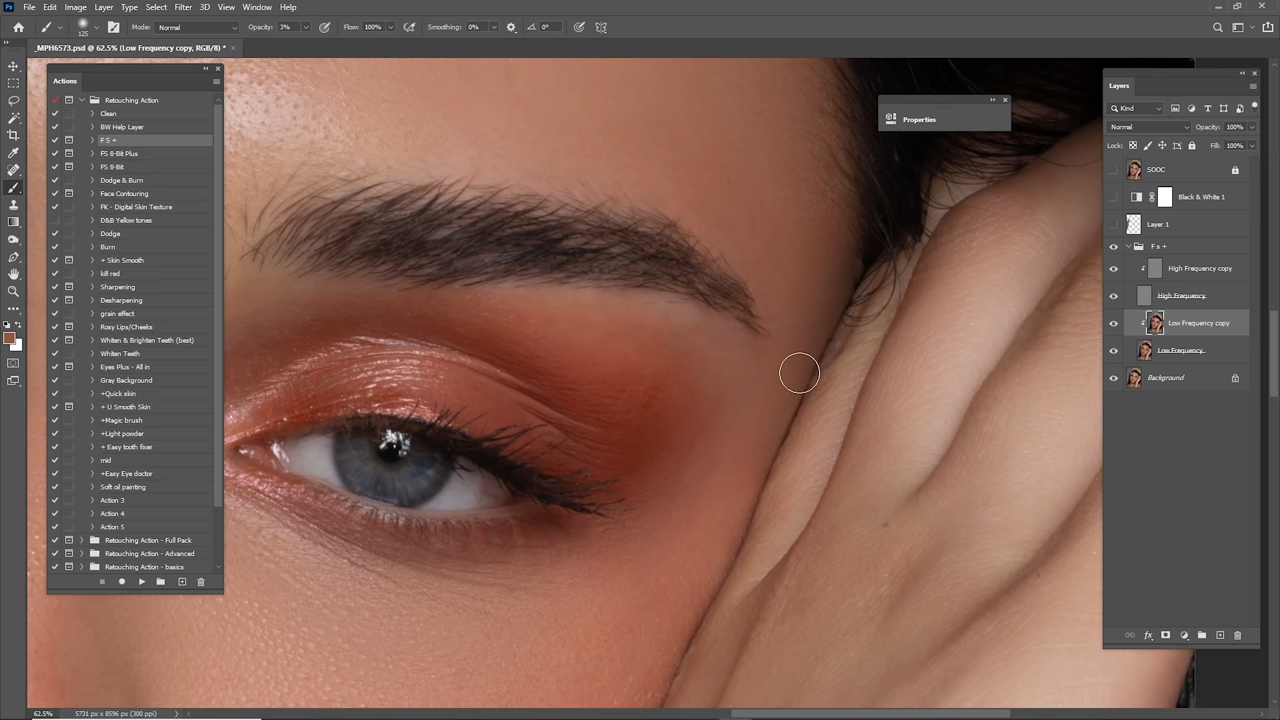 Ps File Edit Image Layer Type Select Filter 3D View Window Help
125 Mode: Normal Opacity: 3% Flow: 100% Smoothing: 0% 0°
_MPH6573.psd @ 62.5% (Low Frequency copy, RGB/8) *
Actions
Retouching Action
Clean
BW Help Layer
F S +
FS 8-Bit Plus
FS 8-Bit
Dodge & Burn
Face Contouring
FK - Digital Skin Texture
D&B Yellow tones
Dodge
Burn
+ Skin Smooth
kill red
Sharpening
Desharpening
grain effect
Rosy Lips/Cheeks
Whiten & Brighten Teeth (best)
Whiten Teeth
Eyes Plus - All in
Gray Background
+Quick skin
+ U Smooth Skin
+Magic brush
+Light powder
+ Easy tooth fixer
mid
+Easy Eye doctor
Soft oil painting
Action 3
Action 4
Action 5
Retouching Action - Full Pack
Retouching Action - Advanced
Retouching Action - basics
Properties
Layers
Kind
Normal Opacity: 100%
Lock: Fill: 100%
SOOC
Black & White 1
Layer 1
F s +
High Frequency copy
High Frequency
Low Frequency copy
Low Frequency
Background
62.5% 5731 px x 8596 px (300 ppi)